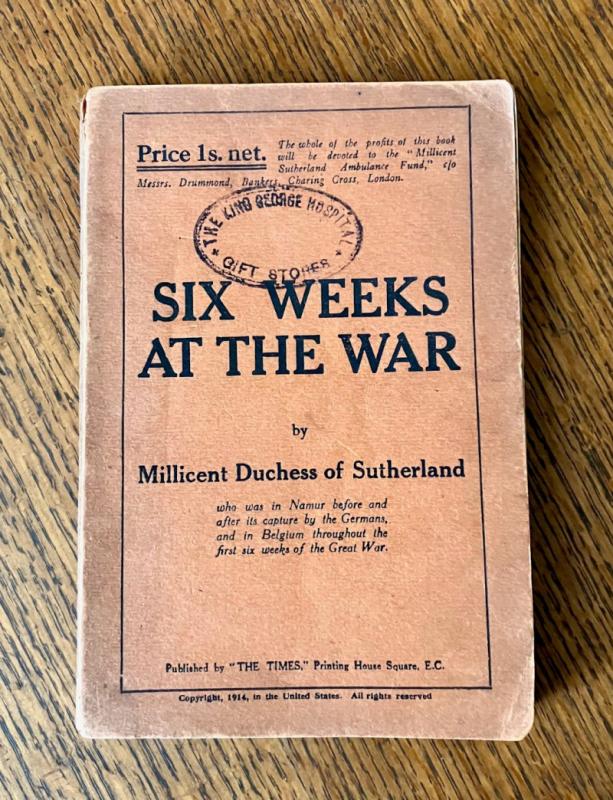 Price 1s. net.
The whole of the profits of this book
will be devoted to the "Millicent
Sutherland Ambulance Fund," c/o
Messrs. Drummond, Bankers, Charing Cross, London.
THE KING GEORGE HOSPITAL
GIFT STORES
SIX WEEKS
AT THE WAR
by
Millicent Duchess of Sutherland
who was in Namur before and
after its capture by the Germans,
and in Belgium throughout the
first six weeks of the Great War.
Published by "THE TIMES," Printing House Square, E.C.
Copyright, 1914, in the United States. All rights reserved